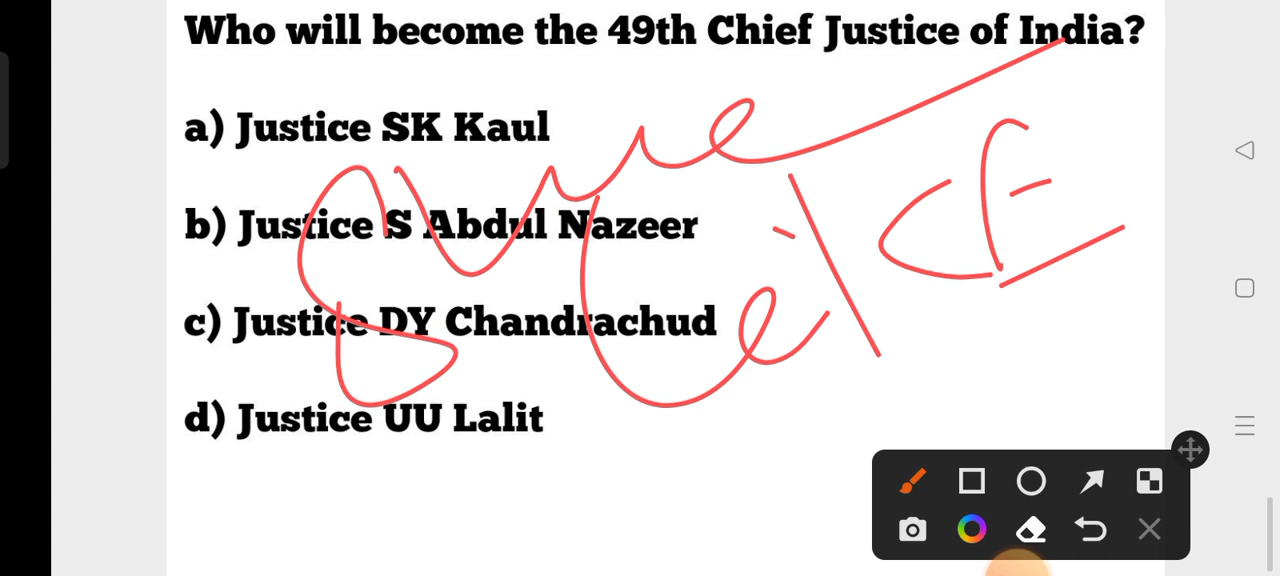 Who will become the 49th Chief Justice of India?
a) Justice SK Kaul
b) Justice S Abdul Nazeer
c) Justice DY Chandrachud
d) Justice UU Lalit